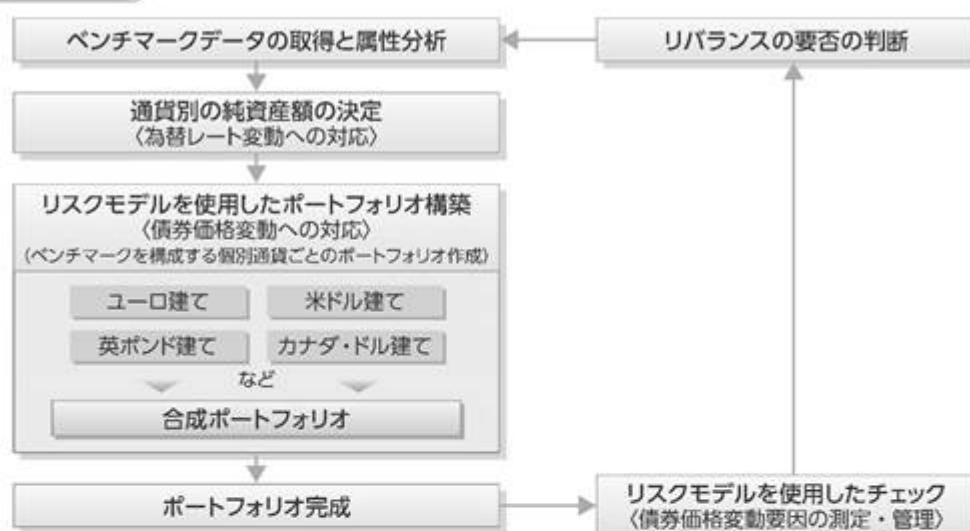 ベンチマークデータの取得と属性分析
リバランスの要否の判断
通貨別の純資産額の決定
〈為替レート変動への対応〉
リスクモデルを使用したポートフォリオ構築
〈債券価格変動への対応〉
(ベンチマークを構成する個別通貨ごとのポートフォリオ作成)
ユーロ建て
米ドル建て
英ポンド建て
カナダ・ドル建て
など
合成ポートフォリオ
ポートフォリオ完成
リスクモデルを使用したチェック
〈債券価格変動要因の測定・管理〉